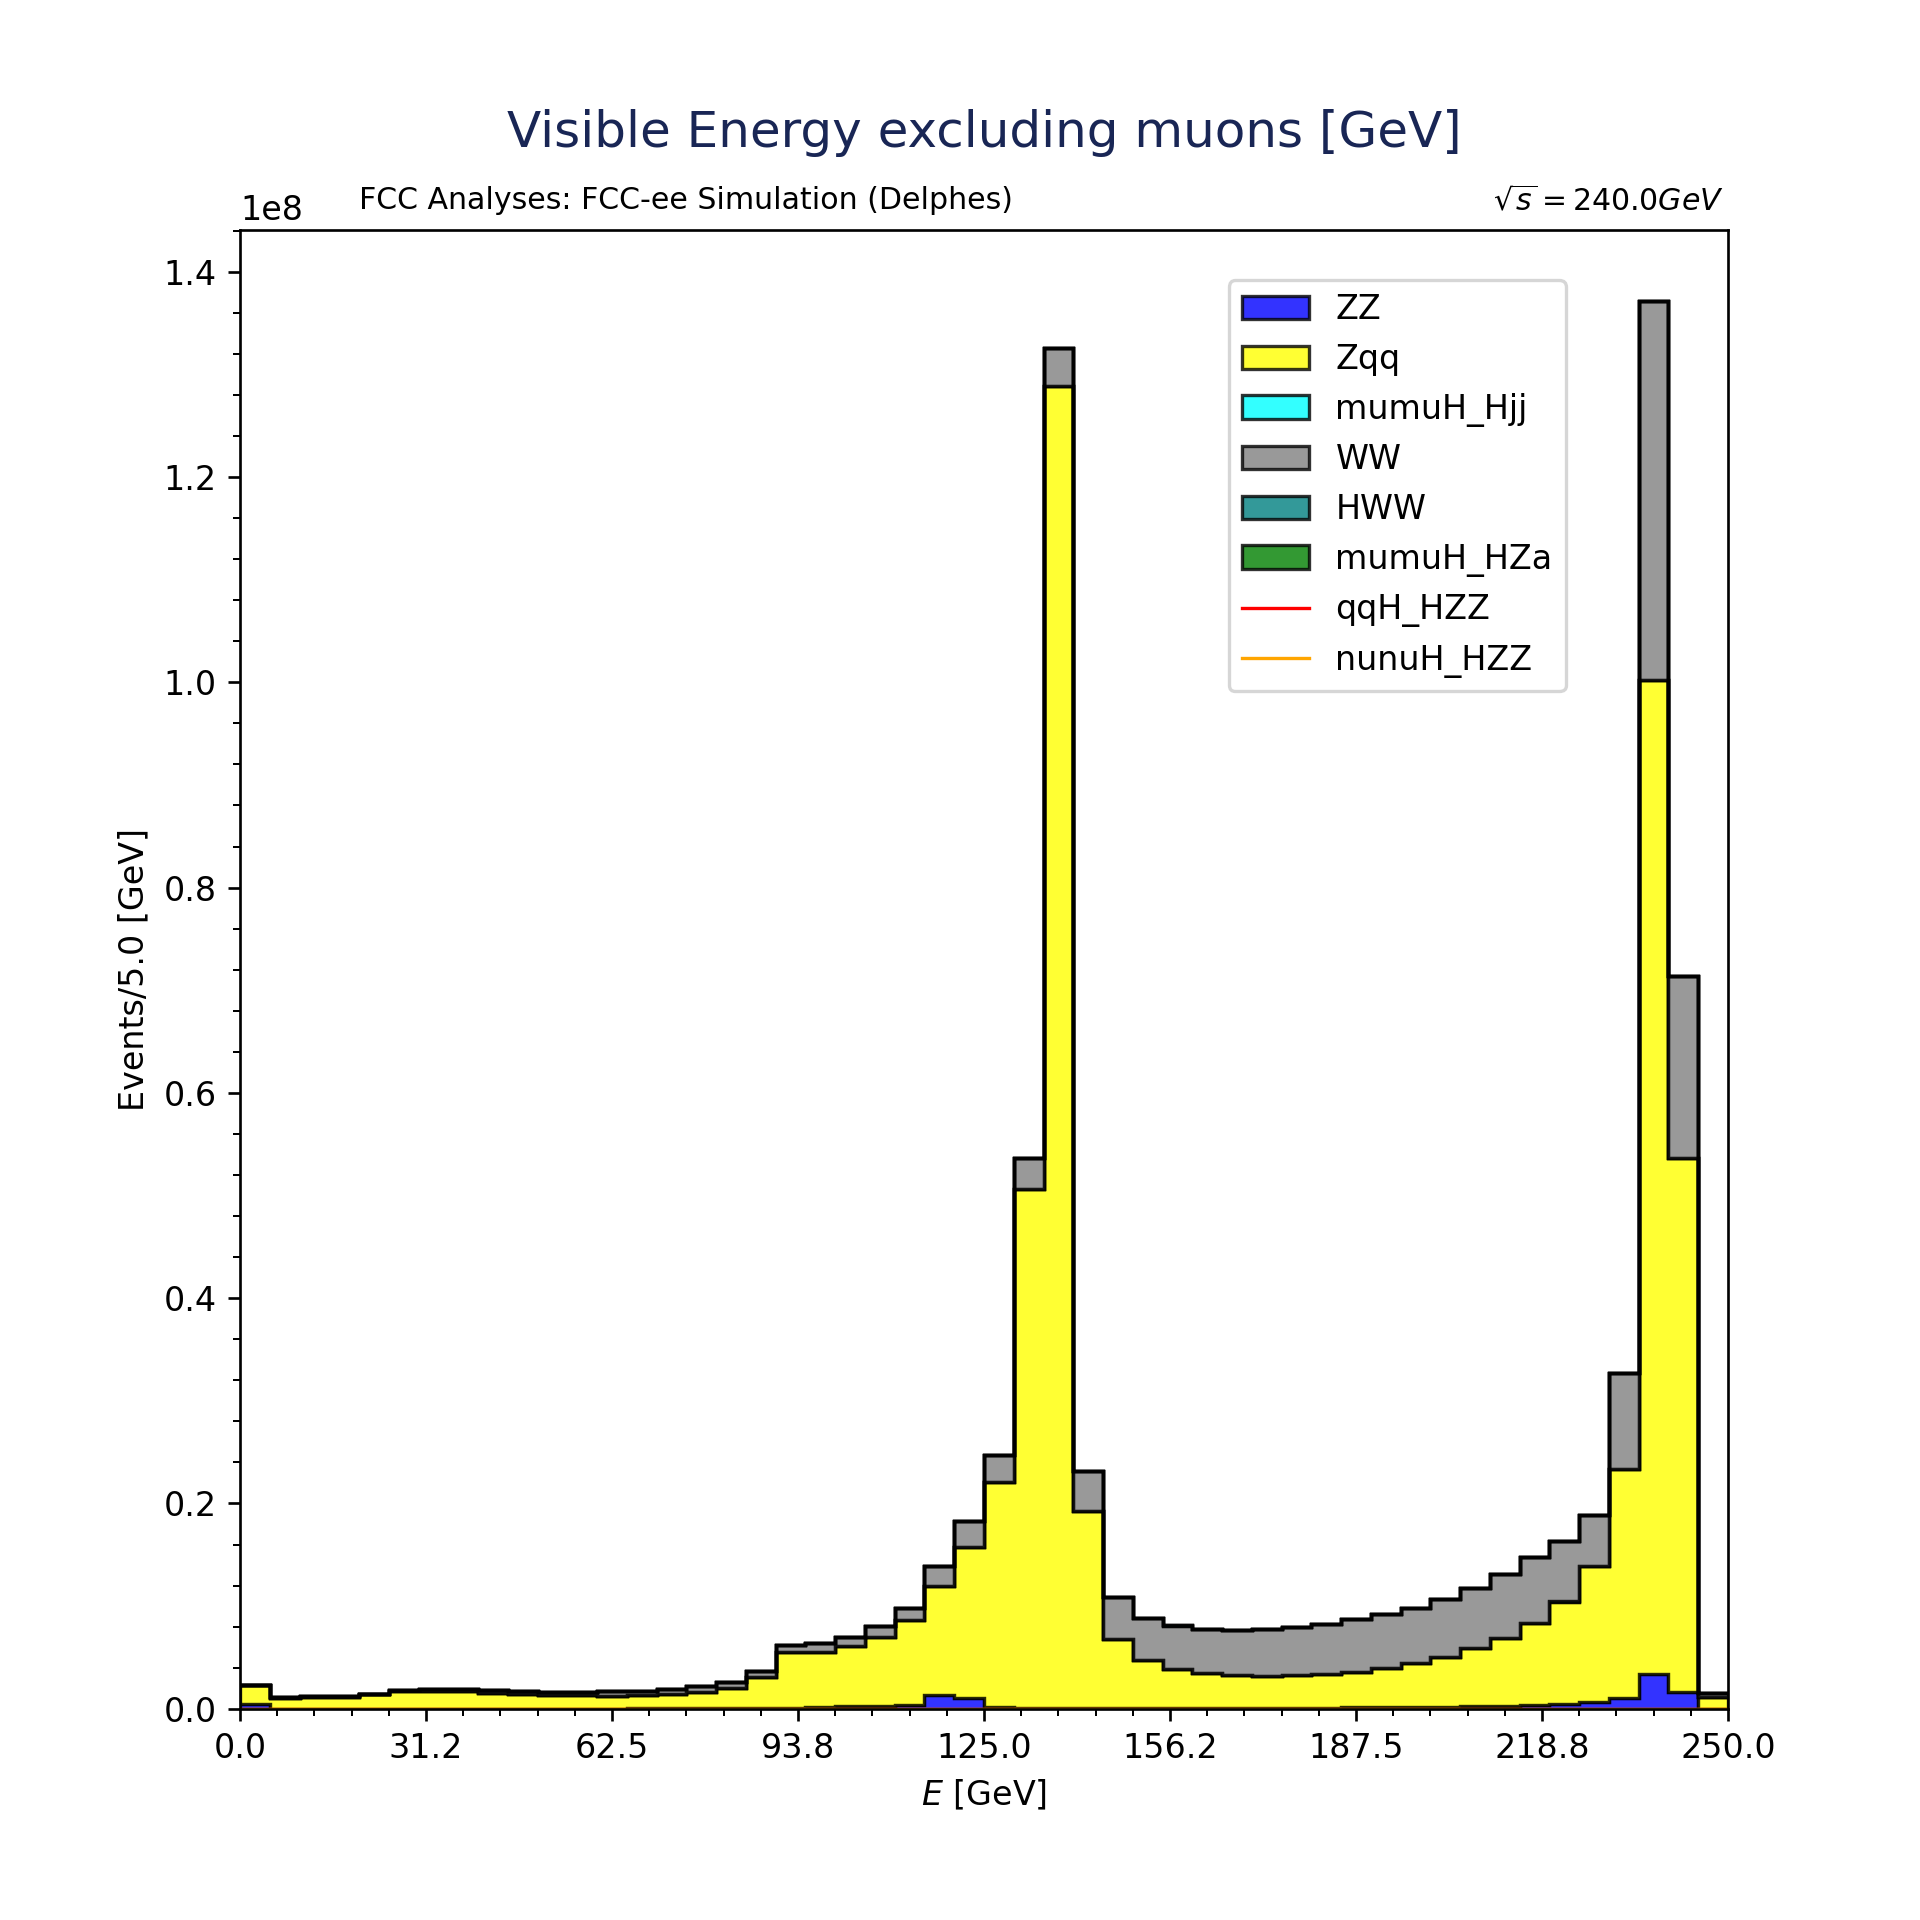 Visible Energy excluding muons [GeV]
1e8
FCC Analyses: FCC-ee Simulation (Delphes)
√s = 240.0GeV
1.4
1.2
1.0
0.8
0.6
0.4
0.2
0.0
Events/5.0 [GeV]
ZZ
Zqq
mumuH_Hjj
WW
HWW
mumuH_HZa
qqH_HZZ
nunuH_HZZ
0.0 31.2 62.5 93.8 125.0 156.2 187.5 218.8 250.0
E [GeV]